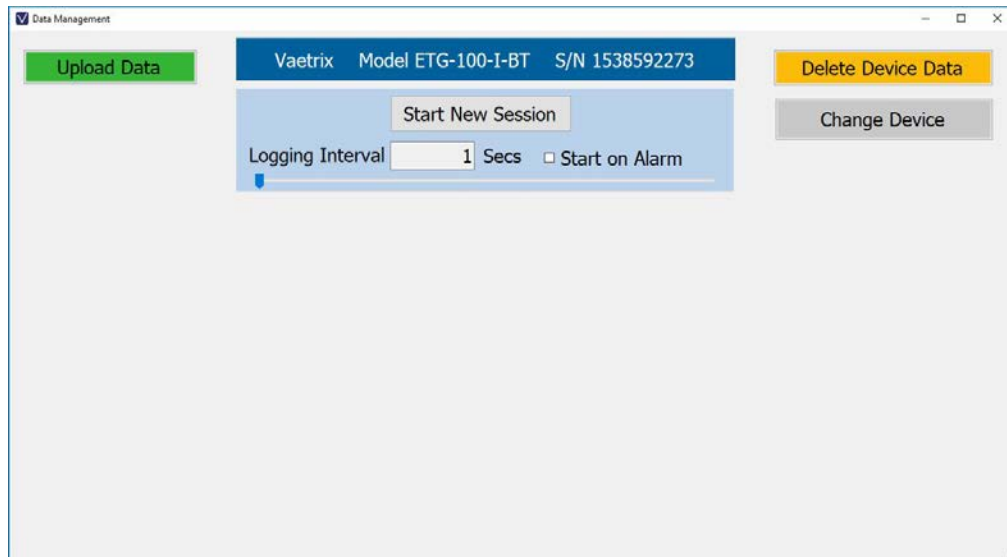 Data Management
Upload Data
Vaetrix Model ETG-100-I-BT S/N 1538592273
Delete Device Data
Start New Session
Change Device
Logging Interval 1 Secs Start on Alarm